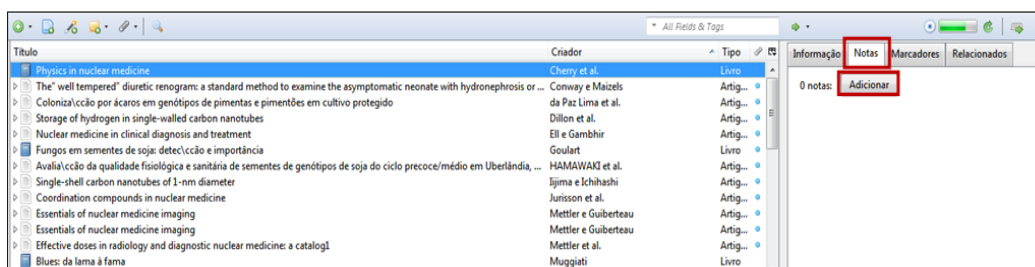 All Fields & Tags
Título Criador Tipo
Informação Notas Marcadores Relacionados
Physics in nuclear medicine Cherry et al. Livro
0 notas: Adicionar
The" well tempered" diuretic renogram: a standard method to examine the asymptomatic neonate with hydronephrosis or ... Conway e Maizels Artig...
Coloniza\ccão por ácaros em genótipos de pimentas e pimentões em cultivo protegido da Paz Lima et al. Artig...
Storage of hydrogen in single-walled carbon nanotubes Dillon et al. Artig...
Nuclear medicine in clinical diagnosis and treatment Ell e Gambhir Artig...
Fungos em sementes de soja: detec\ccão e importância Goulart Livro
Avalia\ccão da qualidade fisiológica e sanitária de sementes de genótipos de soja do ciclo precoce/médio em Uberlândia, ... HAMAWAKI et al. Artig...
Single-shell carbon nanotubes of 1-nm diameter Iijima e Ichihashi Artig...
Coordination compounds in nuclear medicine Jurisson et al. Artig...
Essentials of nuclear medicine imaging Mettler e Guiberteau Artig...
Essentials of nuclear medicine imaging Mettler e Guiberteau Artig...
Effective doses in radiology and diagnostic nuclear medicine: a catalog1 Mettler et al. Artig...
Blues: da lama à fama Muggiati Livro